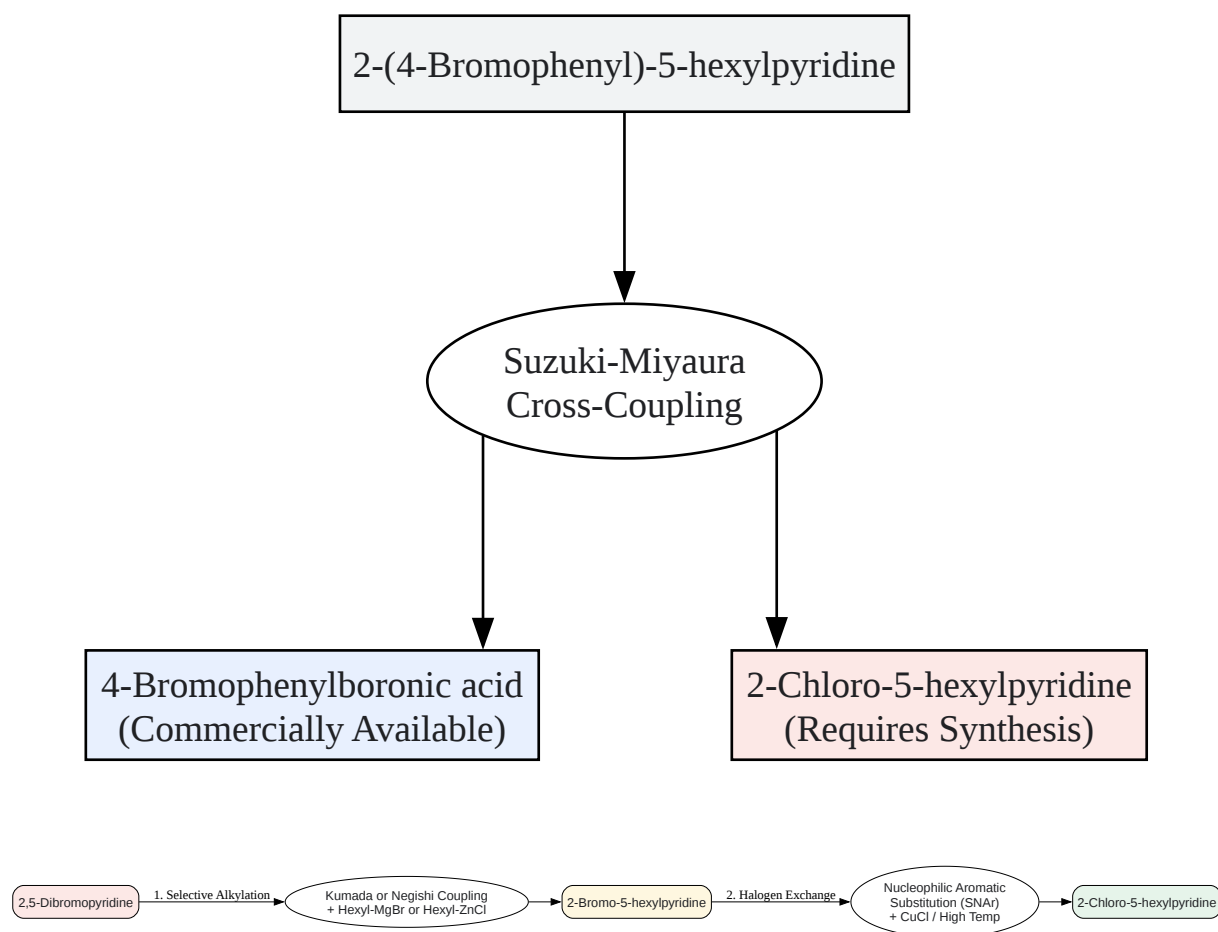 2-(4-Bromophenyl)-5-hexylpyridine
Suzuki-Miyaura
Cross-Coupling
4-Bromophenylboronic acid
(Commercially Available)
2-Chloro-5-hexylpyridine
(Requires Synthesis)
2,5-Dibromopyridine
1. Selective Alkylation
Kumada or Negishi Coupling
+ Hexyl-MgBr or Hexyl-ZnCl
2-Bromo-5-hexylpyridine
2. Halogen Exchange
Nucleophilic Aromatic
Substitution (SNAr)
+ CuCl / High Temp
2-Chloro-5-hexylpyridine